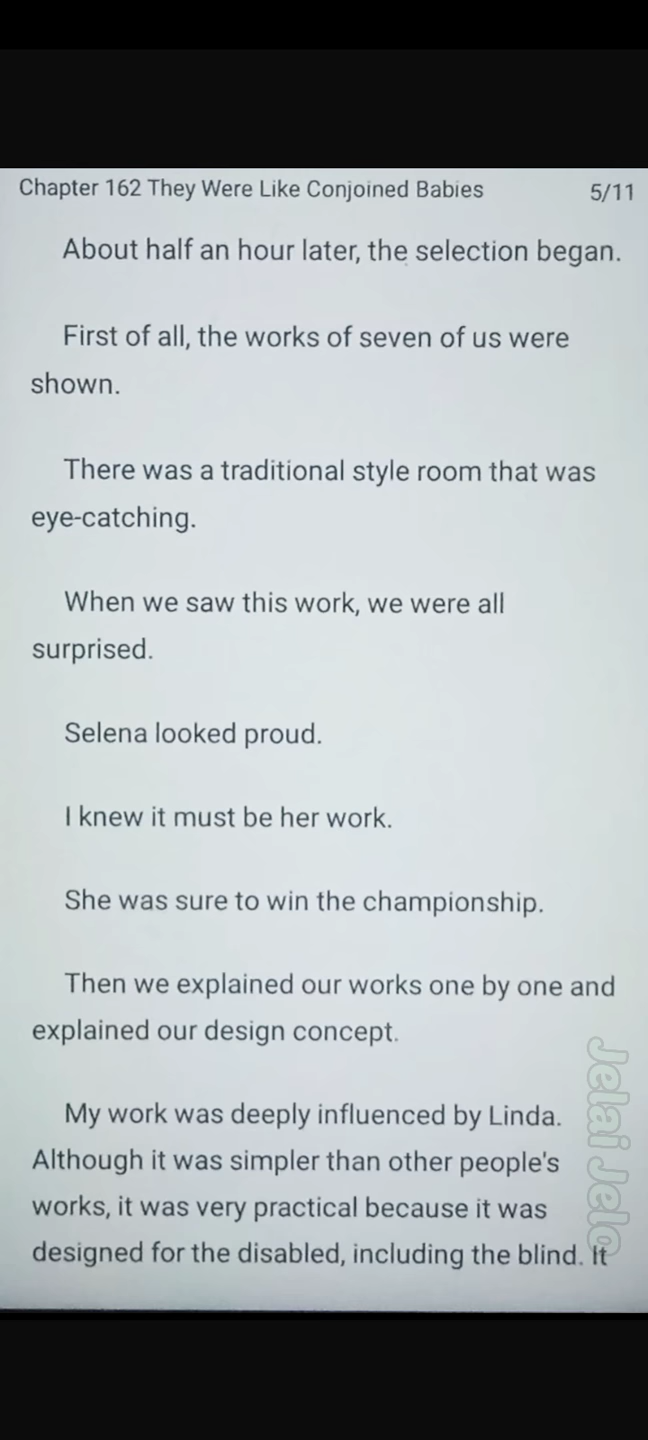 Chapter 162 They Were Like Conjoined Babies 5/11
About half an hour later, the selection began.
First of all, the works of seven of us were
shown.
There was a traditional style room that was
eye-catching.
When we saw this work, we were all
surprised.
Selena looked proud.
I knew it must be her work.
She was sure to win the championship.
Then we explained our works one by one and
explained our design concept.
My work was deeply influenced by Linda.
Although it was simpler than other people's
works, it was very practical because it was
designed for the disabled, including the blind. It
Jelai Jelo